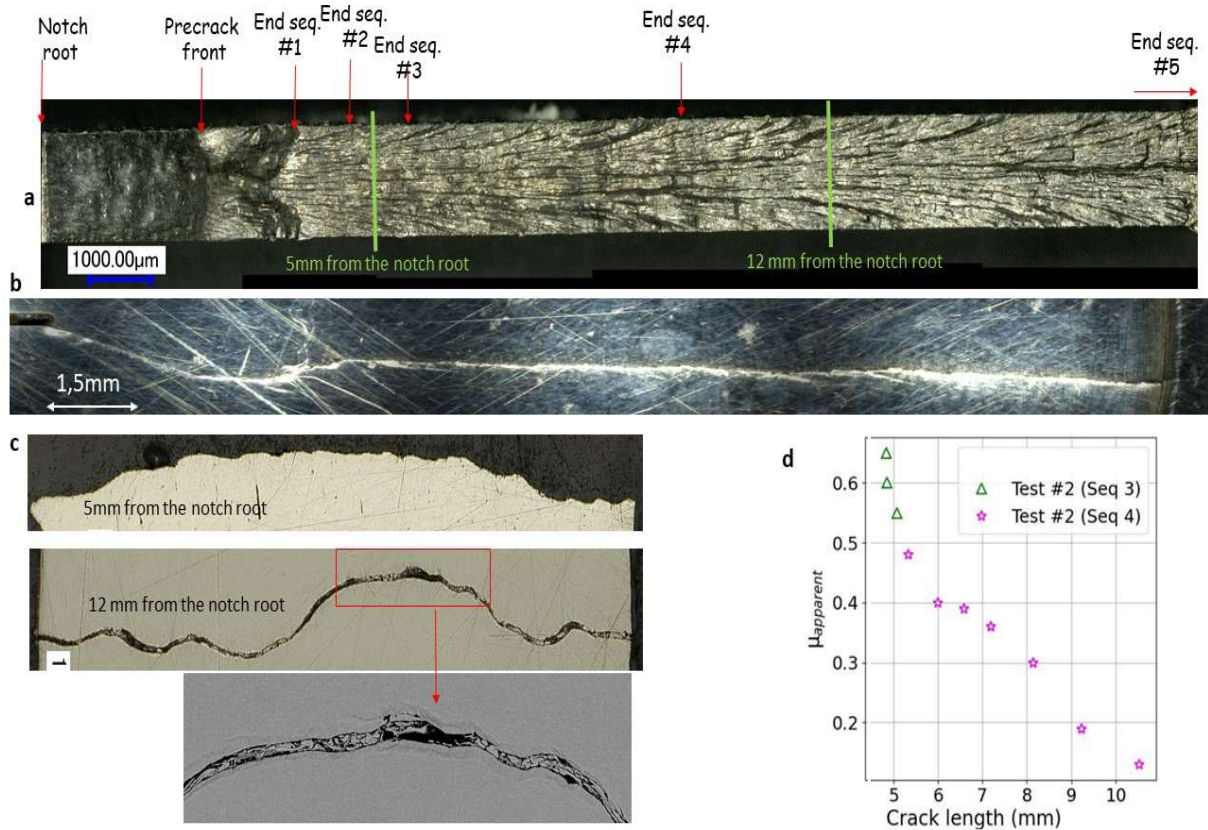 Notch
root
Precrack
front
End seq.
#1
End seq.
#2
End seq.
#3
End seq.
#4
End seq.
#5
a
1000.00µm
5mm from the notch root
12 mm from the notch root
b
1,5mm
c
5mm from the notch root
12 mm from the notch root
1
d
Test #2 (Seq 3)
Test #2 (Seq 4)
0.6
0.5
0.4
0.3
0.2
µapparent
5 6 7 8 9 10
Crack length (mm)